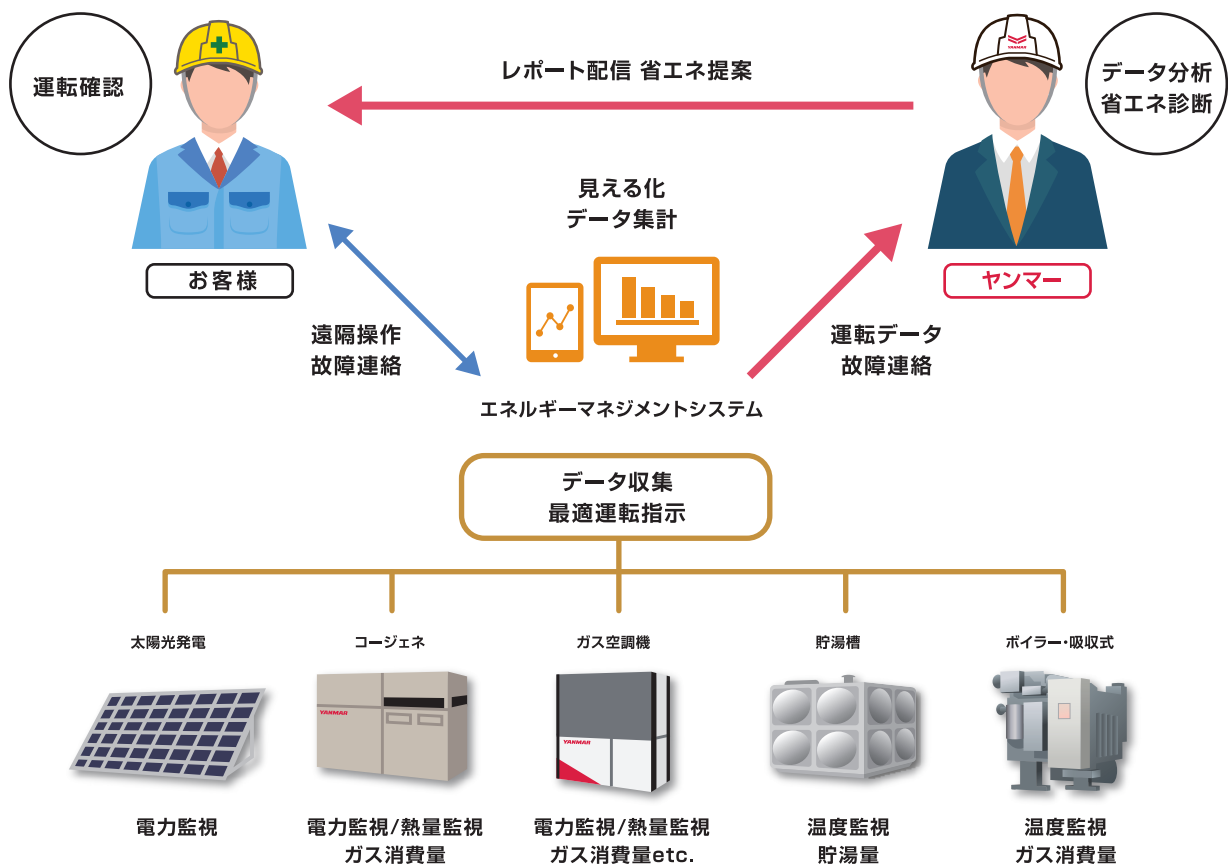 運転確認
レポート配信 省エネ提案
YANMAR
データ分析
省エネ診断
見える化
データ集計
お客様
ヤンマー
遠隔操作
故障連絡
運転データ
故障連絡
エネルギーマネジメントシステム
データ収集
最適運転指示
太陽光発電
コージェネ
ガス空調機
貯湯槽
ボイラー・吸収式
YANMAR
YANMAR
電力監視
電力監視/熱量監視
ガス消費量
電力監視/熱量監視
ガス消費量etc.
温度監視
貯湯量
温度監視
ガス消費量